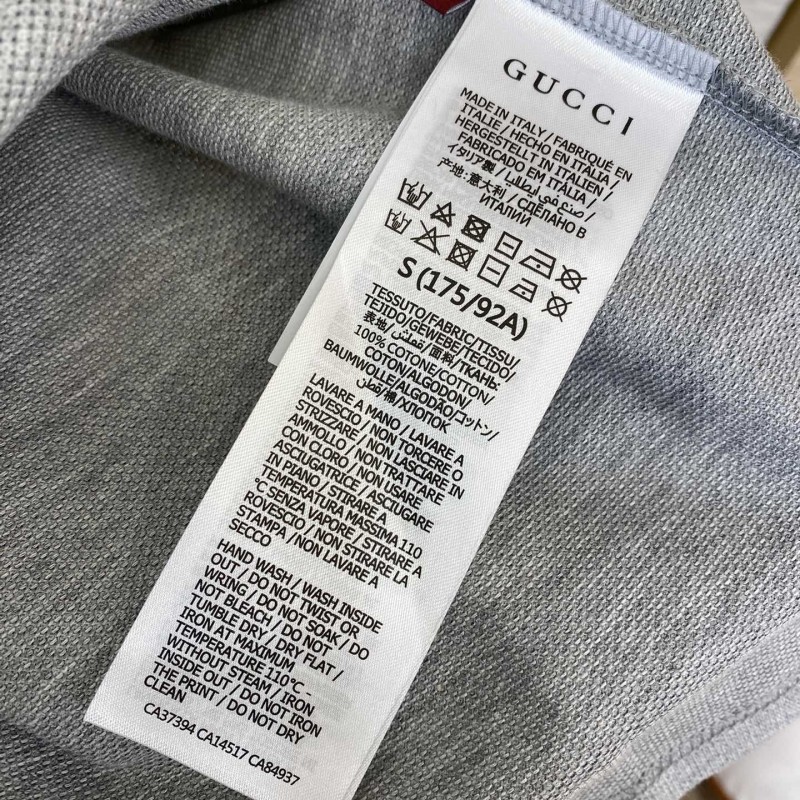 GUCCI
MADE IN ITALY / FABRIQUÉ EN
ITALIE / HECHO EN ITALIA /
HERGESTELLT IN ITALIEN /
FABRICADO EM ITÁLIA /
イタリア製 / صنع في ايطاليا /
产地:意大利 / СДЕЛАНО В
ИТАЛИИ
S (175/92A)
TESSUTO/FABRIC/TISSU/
TEJIDO/GEWEBE/TECIDO/
表地/قماش/面料/ТКАНЬ:
100% COTONE/COTTON/
COTON/ALGODON/
BAUMWOLLE/ALGODÃO/コットン/
قطن/棉/ХЛОПОК
LAVARE A MANO / LAVARE A
ROVESCIO / NON TORCERE O
STRIZZARE / NON LASCIARE IN
AMMOLLO / NON TRATTARE
CON CLORO / NON USARE
ASCIUGATRICE / ASCIUGARE
IN PIANO / STIRARE A
TEMPERATURA MASSIMA 110
°C SENZA VAPORE / STIRARE A
ROVESCIO / NON STIRARE LA
STAMPA / NON LAVARE A
SECCO
HAND WASH / WASH INSIDE
OUT / DO NOT TWIST OR
WRING / DO NOT SOAK / DO
NOT BLEACH / DO NOT
TUMBLE DRY / DRY FLAT /
IRON AT MAXIMUM
TEMPERATURE 110°C -
WITHOUT STEAM / IRON
INSIDE OUT / DO NOT IRON
THE PRINT / DO NOT DRY
CLEAN
CA37394 CA14517 CA84937